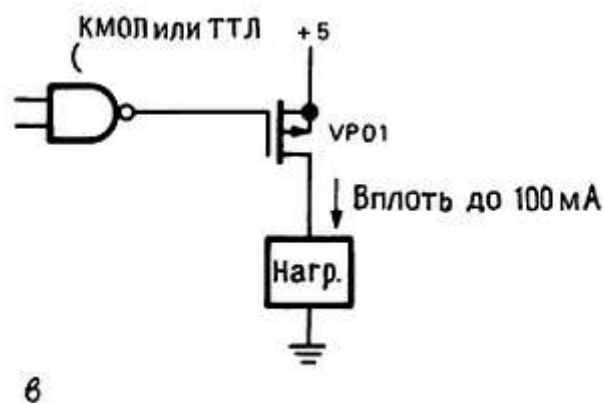 КМОП или ТТЛ
+5
VP01
Вплоть до 100 мА
Нагр.
в